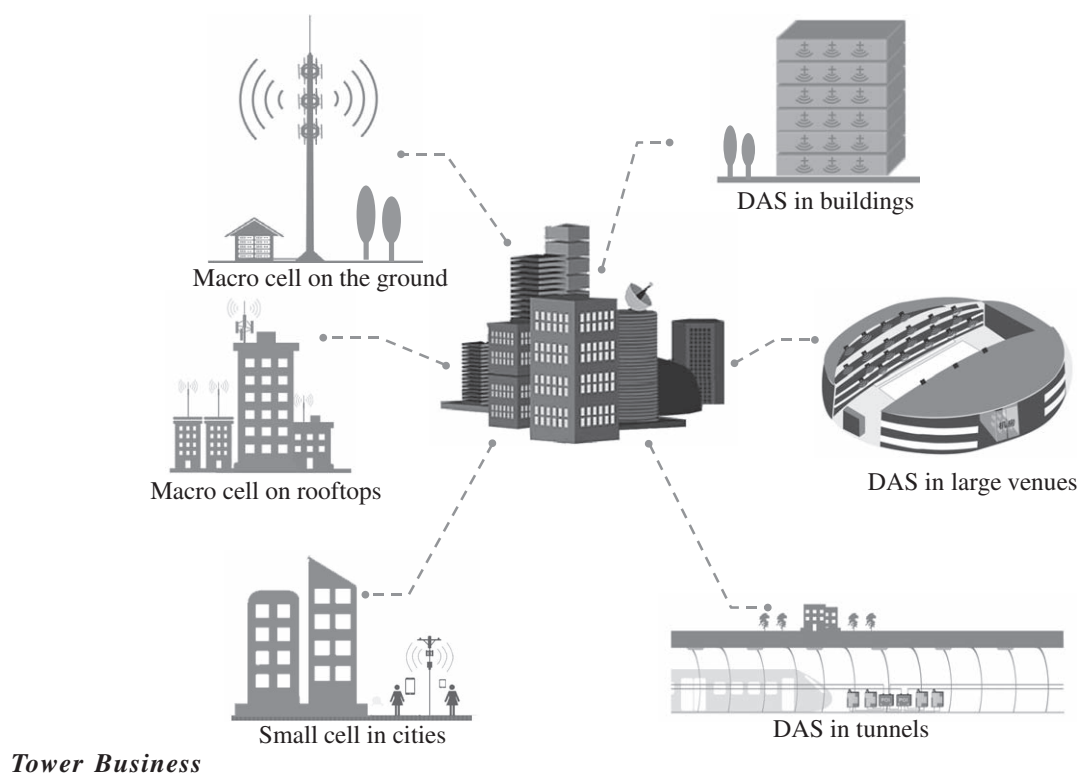 DAS in buildings
Macro cell on the ground
DAS in large venues
Macro cell on rooftops
DAS in tunnels
Small cell in cities
Tower Business